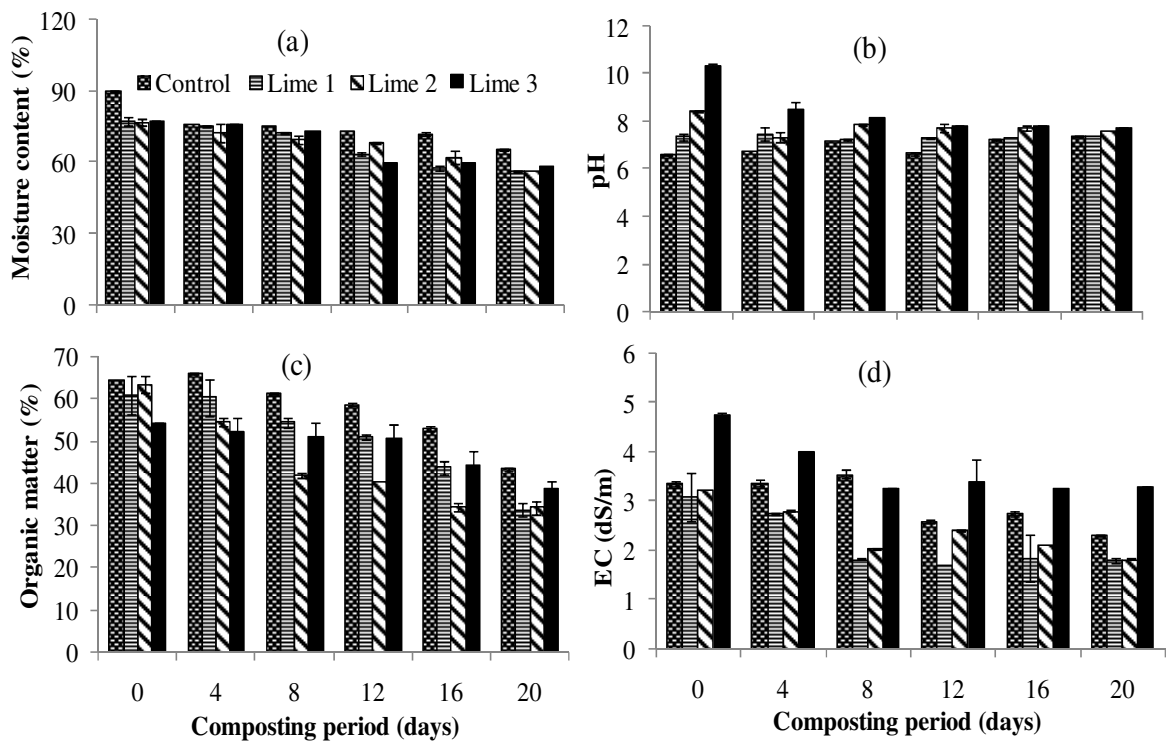 (a)
Moisture content (%)
120
90
60
30
0
Control Lime 1 Lime 2 Lime 3
(b)
pH
12
10
8
6
4
2
0
(c)
Organic matter (%)
70
60
50
40
30
20
10
0
0 4 8 12 16 20
Composting period (days)
(d)
EC (dS/m)
6
5
4
3
2
1
0
0 4 8 12 16 20
Composting period (days)